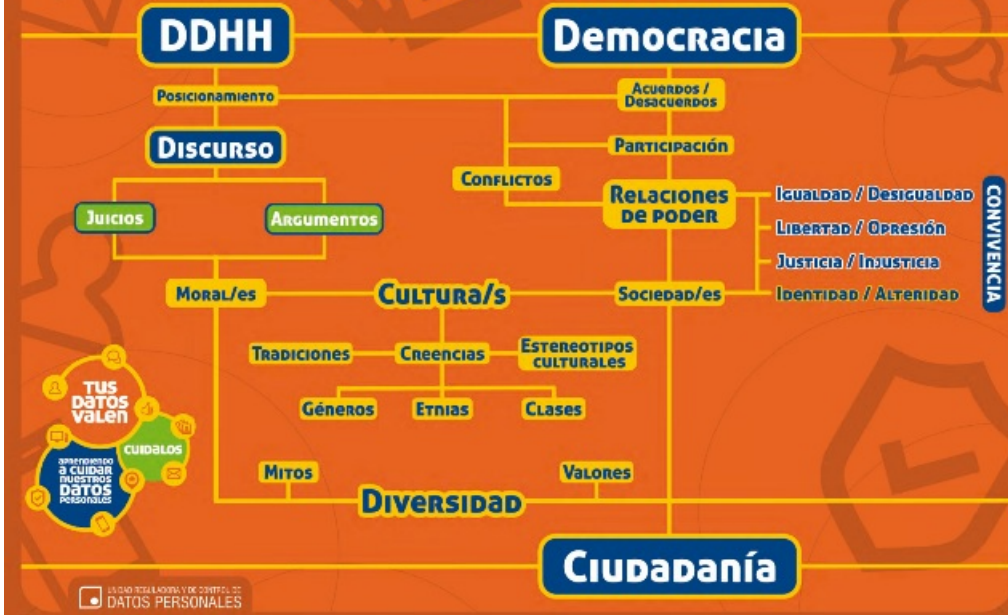 DDHH
Democracia
Posicionamiento
Acuerdos /
Desacuerdos
Discurso
Participación
Conflictos
Relaciones
de poder
Igualdad / Desigualdad
Libertad / Opresión
Justicia / Injusticia
Identidad / Alteridad
CONVIVENCIA
Juicios
Argumentos
Moral/es
Cultura/s
Sociedad/es
Tradiciones
Creencias
Estereotipos
culturales
Géneros
Etnias
Clases
TUS
DATOS
VALEN
CUIDALOS
APRENDIENDO
A CUIDAR
NUESTROS
DATOS
PERSONALES
Mitos
Valores
Diversidad
Ciudadanía
UNIDAD REGULADORA Y DE CONTROL DE
DATOS PERSONALES